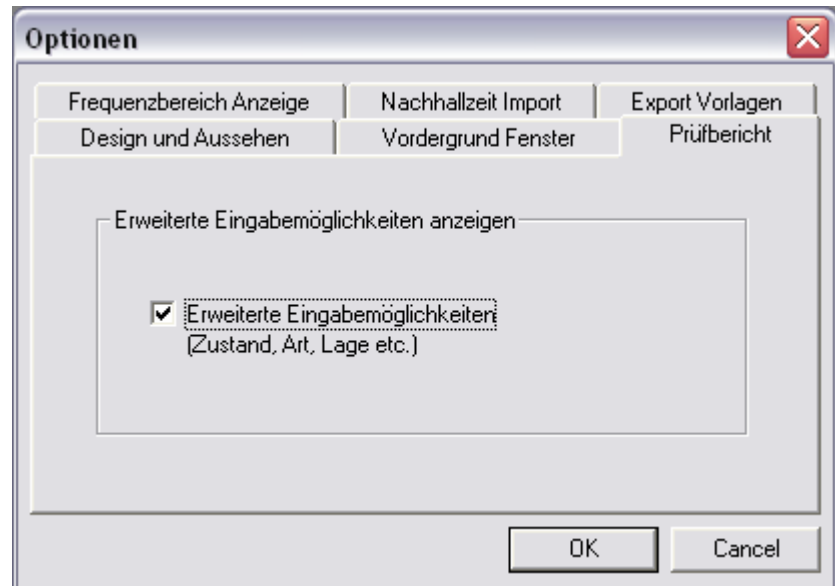 Optionen
Frequenzbereich Anzeige
Nachhallzeit Import
Export Vorlagen
Design und Aussehen
Vordergrund Fenster
Prüfbericht
Erweiterte Eingabemöglichkeiten anzeigen
Erweiterte Eingabemöglichkeiten
(Zustand, Art, Lage etc.)
OK
Cancel